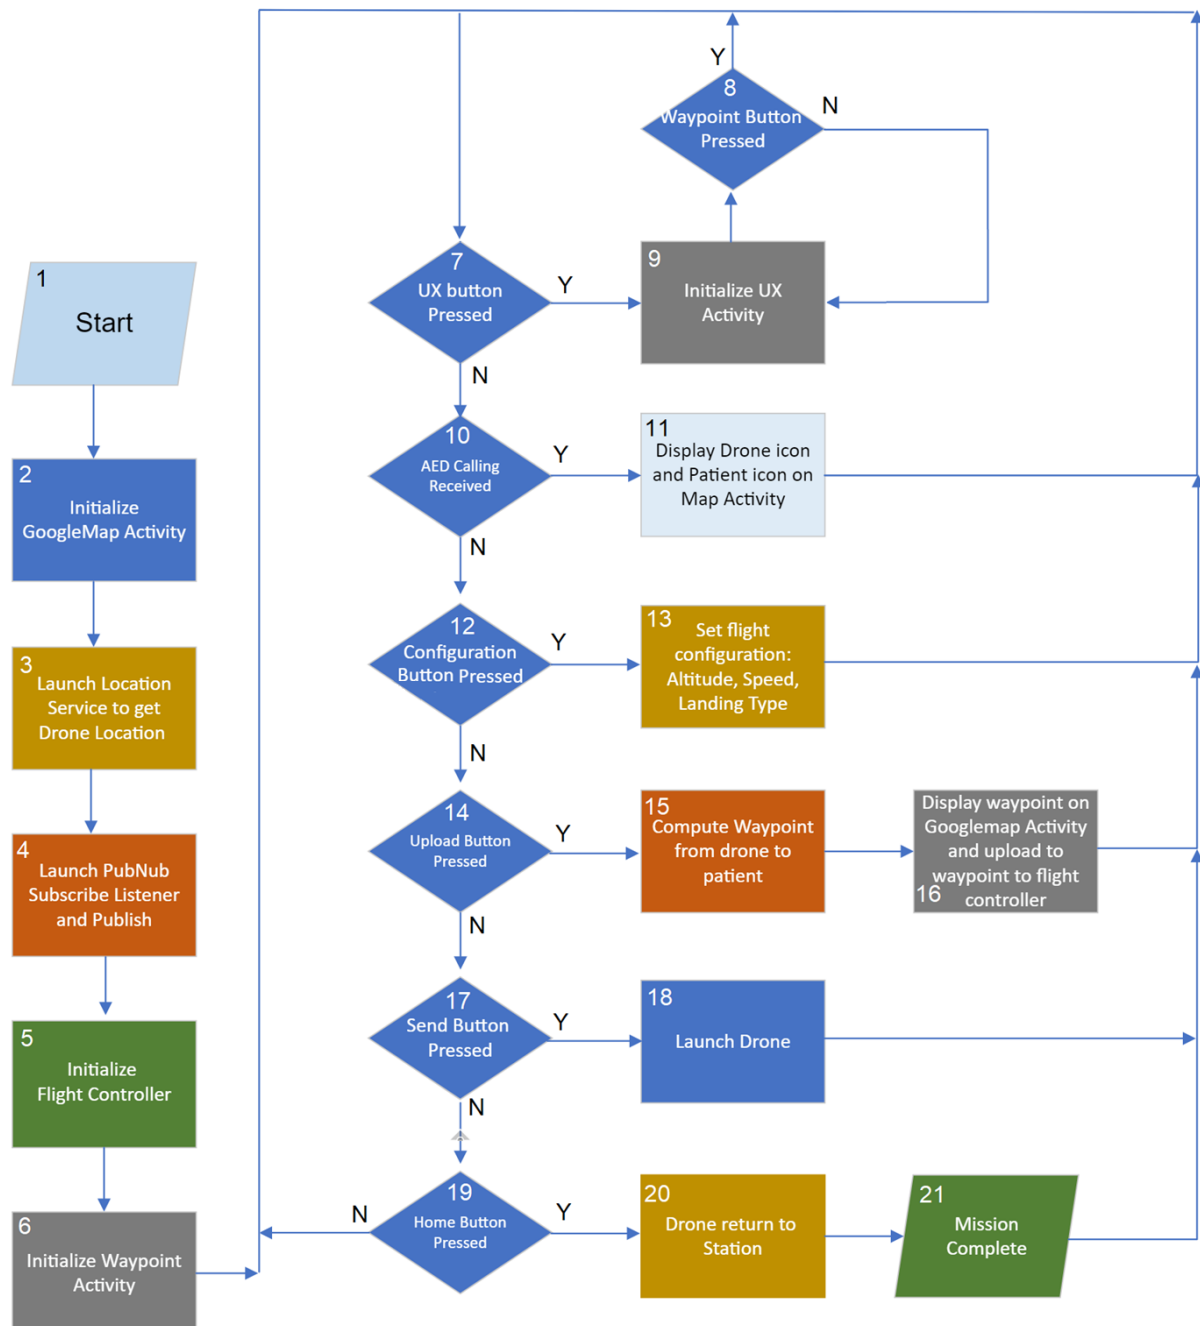 1
Start
2
Initialize
GoogleMap Activity
3
Launch Location
Service to get
Drone Location
4
Launch PubNub
Subscribe Listener
and Publish
5
Initialize
Flight Controller
6
Initialize Waypoint
Activity
Y
8
Waypoint Button
Pressed
N
7
UX button
Pressed
Y
N
9
Initialize UX
Activity
10
AED Calling
Received
Y
N
11
Display Drone icon
and Patient icon on
Map Activity
12
Configuration
Button Pressed
Y
N
13
Set flight
configuration:
Altitude, Speed,
Landing Type
14
Upload Button
Pressed
Y
N
15
Compute Waypoint
from drone to
patient
Display waypoint on
Googlemap Activity
and upload to
waypoint to flight
16 controller
17
Send Button
Pressed
Y
N
18
Launch Drone
19
Home Button
Pressed
N
Y
20
Drone return to
Station
21
Mission
Complete